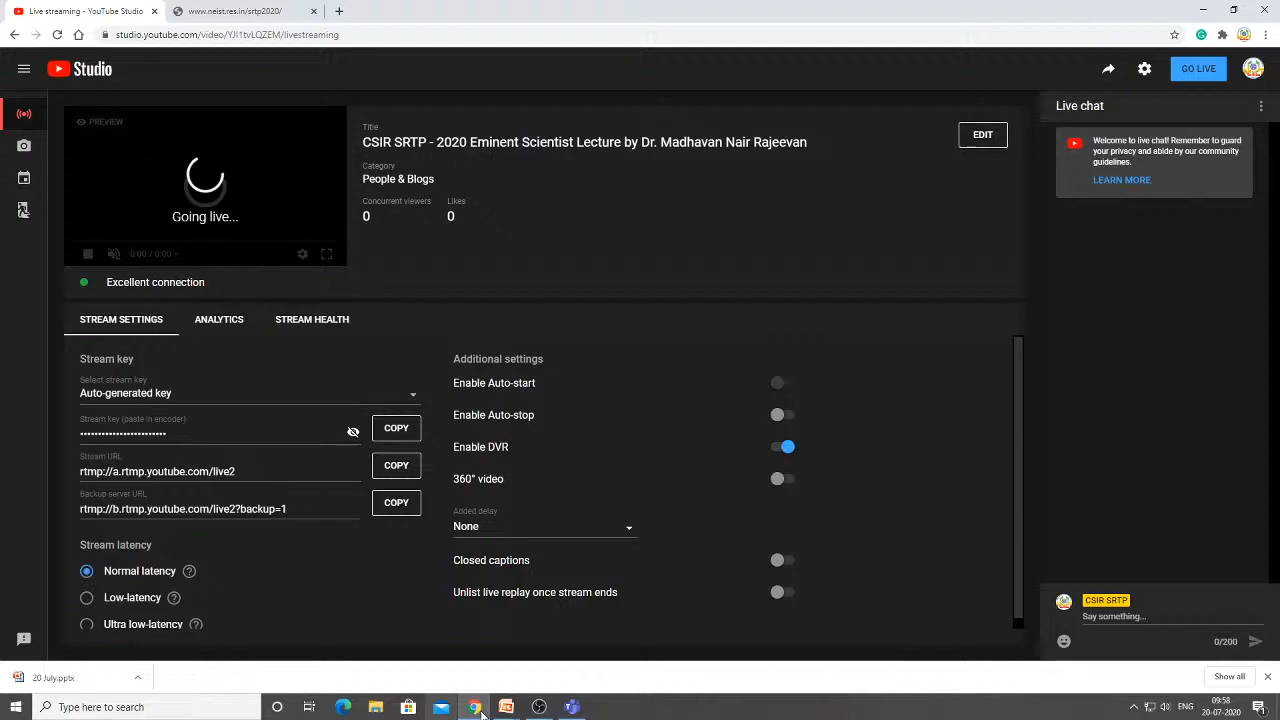 Live streaming - YouTube Studio
www.neist.res.in/srtp2020/
studio.youtube.com/video/YJl1tvLQZEM/livestreaming
Studio
GO LIVE
PREVIEW
Going live...
0:00 / 0:00
Excellent connection
Title
CSIR SRTP - 2020 Eminent Scientist Lecture by Dr. Madhavan Nair Rajeevan
EDIT
Category
People & Blogs
Concurrent viewers
Likes
0
0
Live chat
Welcome to live chat! Remember to guard
your privacy and abide by our community
guidelines.
LEARN MORE
STREAM SETTINGS
ANALYTICS
STREAM HEALTH
Stream key
Select stream key
Auto-generated key
Stream key (paste in encoder)
••••••••••••••••••••••••
COPY
Stream URL
rtmp://a.rtmp.youtube.com/live2
COPY
Backup server URL
rtmp://b.rtmp.youtube.com/live2?backup=1
COPY
Stream latency
Normal latency
Low-latency
Ultra low-latency
Additional settings
Enable Auto-start
Enable Auto-stop
Enable DVR
360° video
Added delay
None
Closed captions
Unlist live replay once stream ends
CSIR SRTP
Say something...
0/200
20 July.pptx
Show all
Type here to search
ENG
09:58
20-07-2020